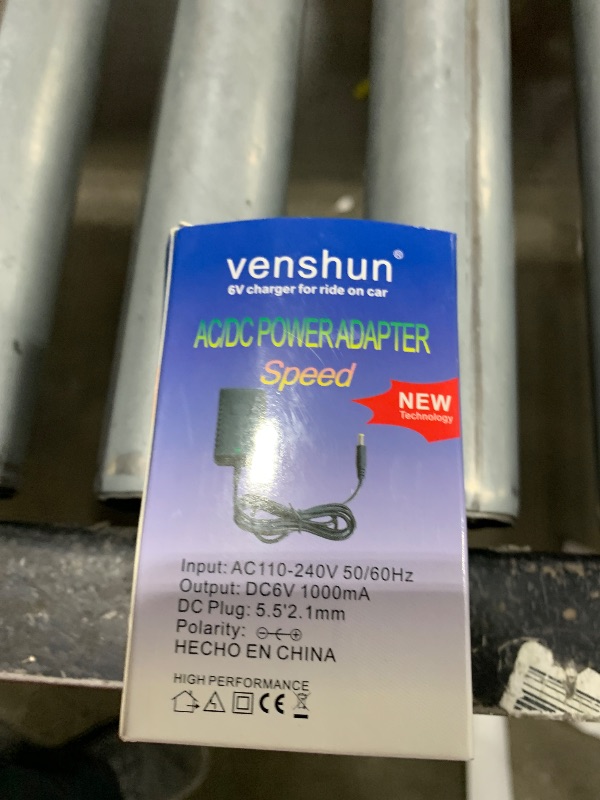 venshun®
6V charger for ride on car
AC/DC POWER ADAPTER
Speed
NEW
Technology
Input: AC110-240V 50/60Hz
Output: DC6V 1000mA
DC Plug: 5.5'2.1mm
Polarity:
HECHO EN CHINA
HIGH PERFORMANCE
CE